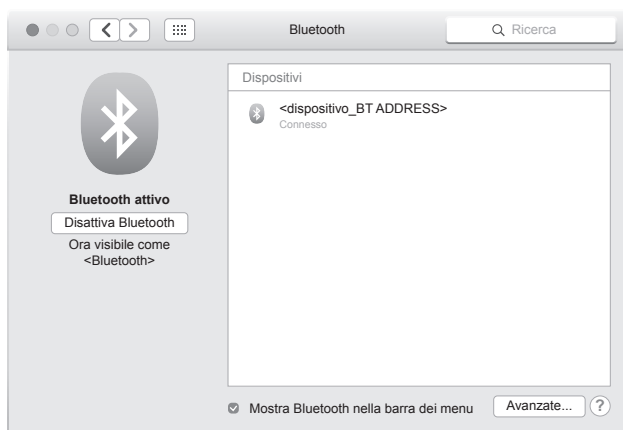 Bluetooth
Ricerca
Dispositivi
<dispositivo_BT ADDRESS>
Connesso
Bluetooth attivo
Disattiva Bluetooth
Ora visibile come
<Bluetooth>
Mostra Bluetooth nella barra dei menu
Avanzate...
?